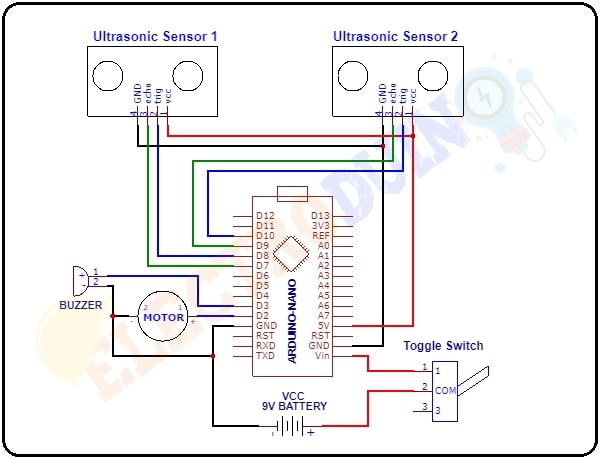 Ultrasonic Sensor 1
Ultrasonic Sensor 2
GND echo trig vcc
4 3 2 1
GND echo trig vcc
4 3 2 1
ELECTRODUINO
D12 D13
D11 3V3
D10 REF
D9 A0
D8 A1
D7 A2
D6 A3
D5 A4
D4 A5
D3 A6
D2 A7
GND 5V
RST RST
RXD GND
TXD Vin
ARDUINO-NANO
+ 1
- 2
BUZZER
2 1
- MOTOR +
Toggle Switch
1 1
2 COM
3 3
VCC
9V BATTERY
- +